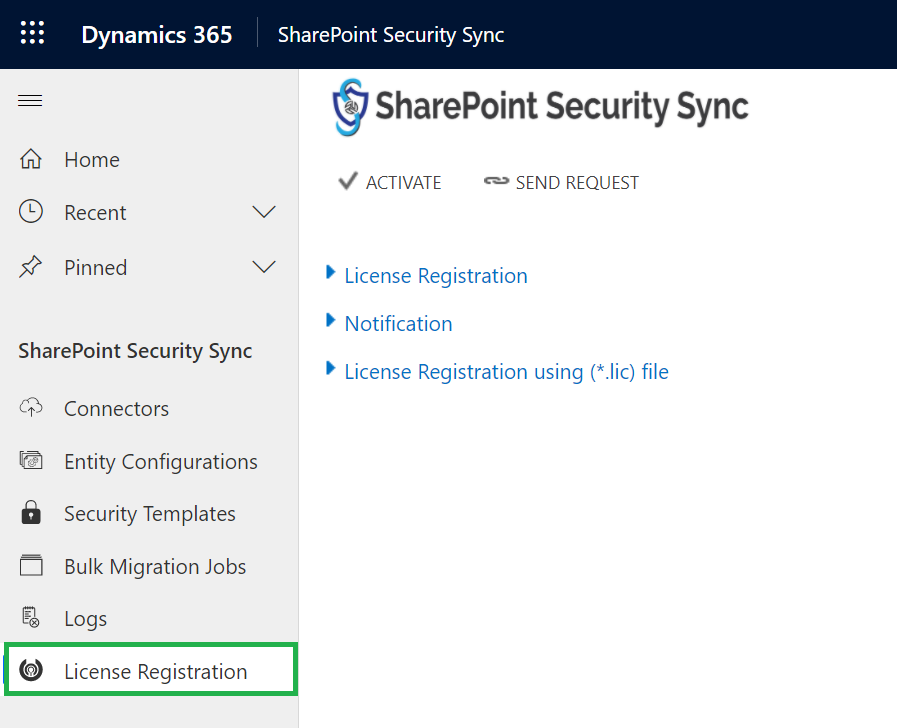 Dynamics 365 SharePoint Security Sync
SharePoint Security Sync
ACTIVATE SEND REQUEST
Home
Recent
Pinned
SharePoint Security Sync
Connectors
Entity Configurations
Security Templates
Bulk Migration Jobs
Logs
License Registration
License Registration
Notification
License Registration using (*.lic) file